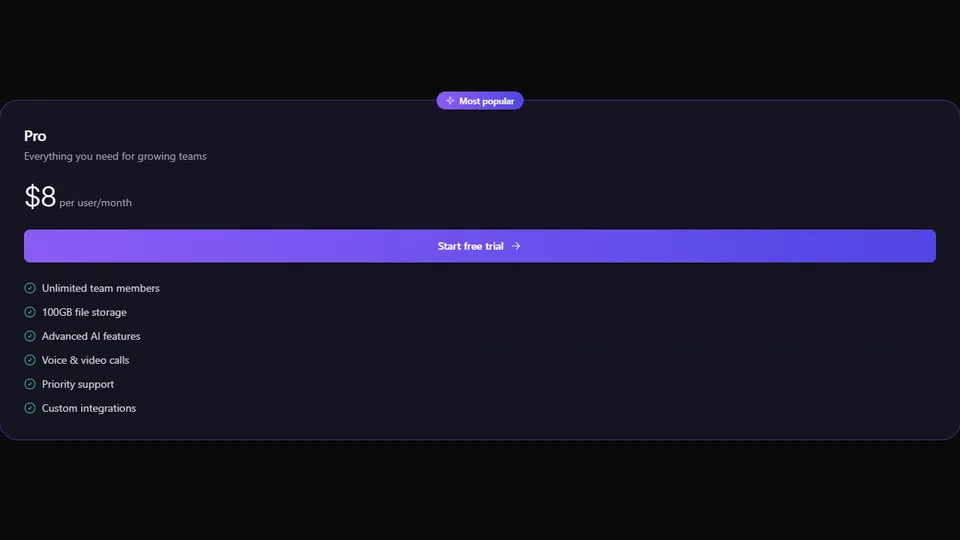 Most popular
Pro
Everything you need for growing teams
$8 per user/month
Start free trial
Unlimited team members
100GB file storage
Advanced AI features
Voice & video calls
Priority support
Custom integrations